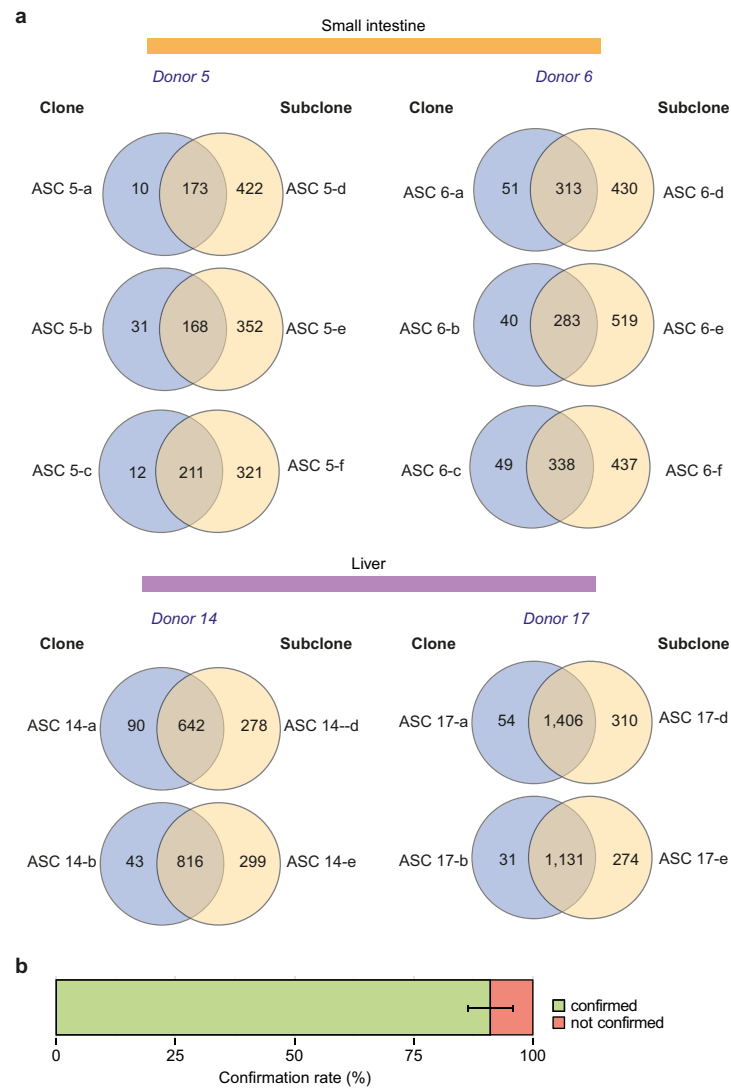 a
Small intestine
Donor 5
Donor 6
Clone
Subclone
Clone
Subclone
ASC 5-a
10
173
422
ASC 5-d
ASC 6-a
51
313
430
ASC 6-d
ASC 5-b
31
168
352
ASC 5-e
ASC 6-b
40
283
519
ASC 6-e
ASC 5-c
12
211
321
ASC 5-f
ASC 6-c
49
338
437
ASC 6-f
Liver
Donor 14
Donor 17
Clone
Subclone
Clone
Subclone
ASC 14-a
90
642
278
ASC 14--d
ASC 17-a
54
1,406
310
ASC 17-d
ASC 14-b
43
816
299
ASC 14-e
ASC 17-b
31
1,131
274
ASC 17-e
b
confirmed
not confirmed
0
25
50
75
100
Confirmation rate (%)